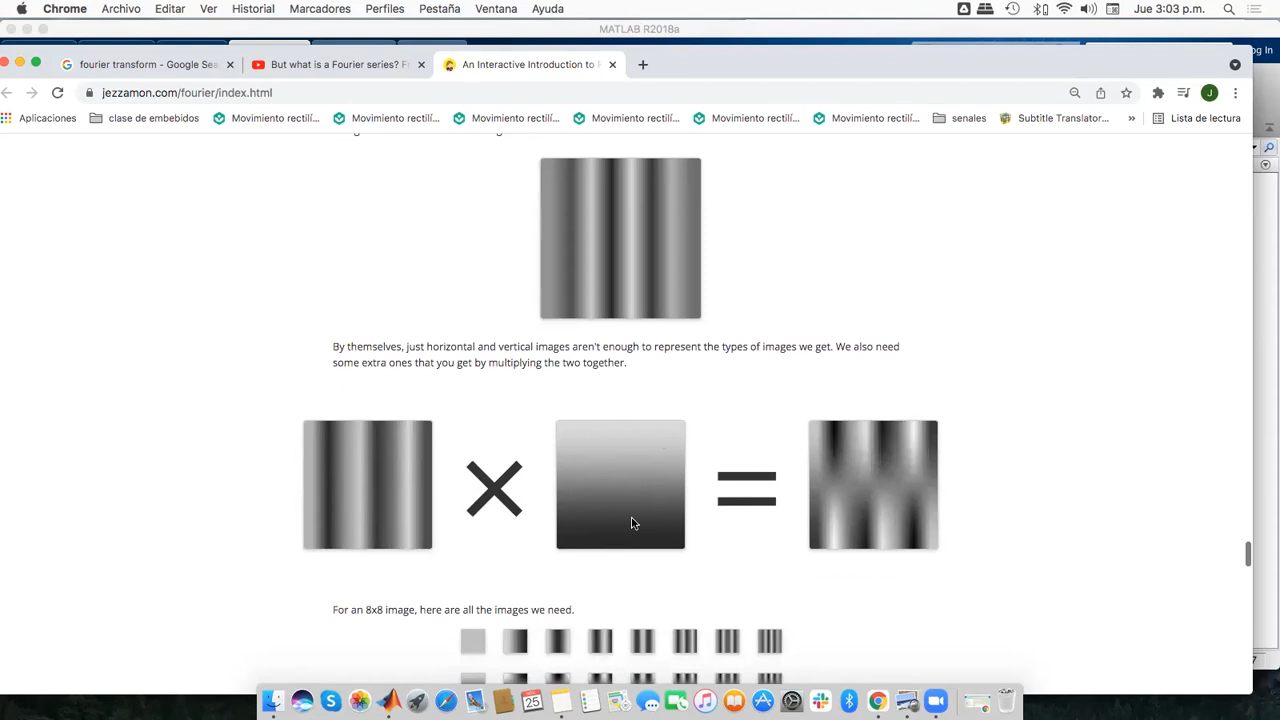 Chrome Archivo Editar Ver Historial Marcadores Perfiles Pestaña Ventana Ayuda Jue 3:03 p.m.
MATLAB R2018a
fourier transform - Google Sea But what is a Fourier series? Fr An Interactive Introduction to F
og In
jezzamon.com/fourier/index.html
Aplicaciones clase de embebidos Movimiento rectilí... Movimiento rectilí... Movimiento rectilí... Movimiento rectilí... Movimiento rectilí... Movimiento rectilí... senales Subtitle Translator... » Lista de lectura
By themselves, just horizontal and vertical images aren't enough to represent the types of images we get. We also need
some extra ones that you get by multiplying the two together.
× =
For an 8x8 image, here are all the images we need.
25